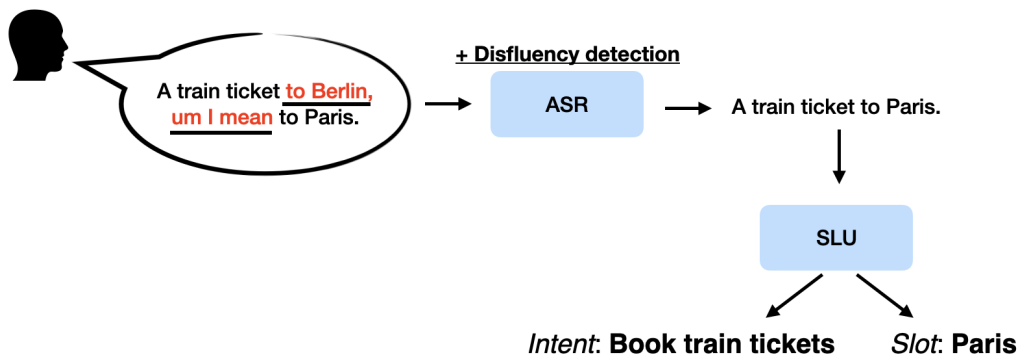 + Disfluency detection
A train ticket to Berlin,
um I mean to Paris.
ASR
A train ticket to Paris.
SLU
Intent: Book train tickets
Slot: Paris